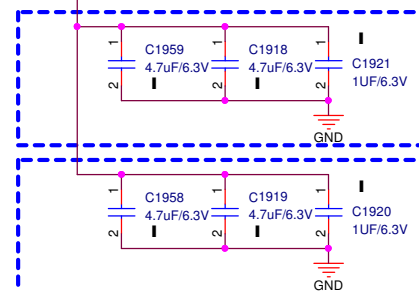 1
1
1
C1959
4.7uF/6.3V
C1918
4.7uF/6.3V
C1921
1UF/6.3V
2
2
2
GND
1
1
1
C1958
4.7uF/6.3V
C1919
4.7uF/6.3V
C1920
1UF/6.3V
2
2
2
GND